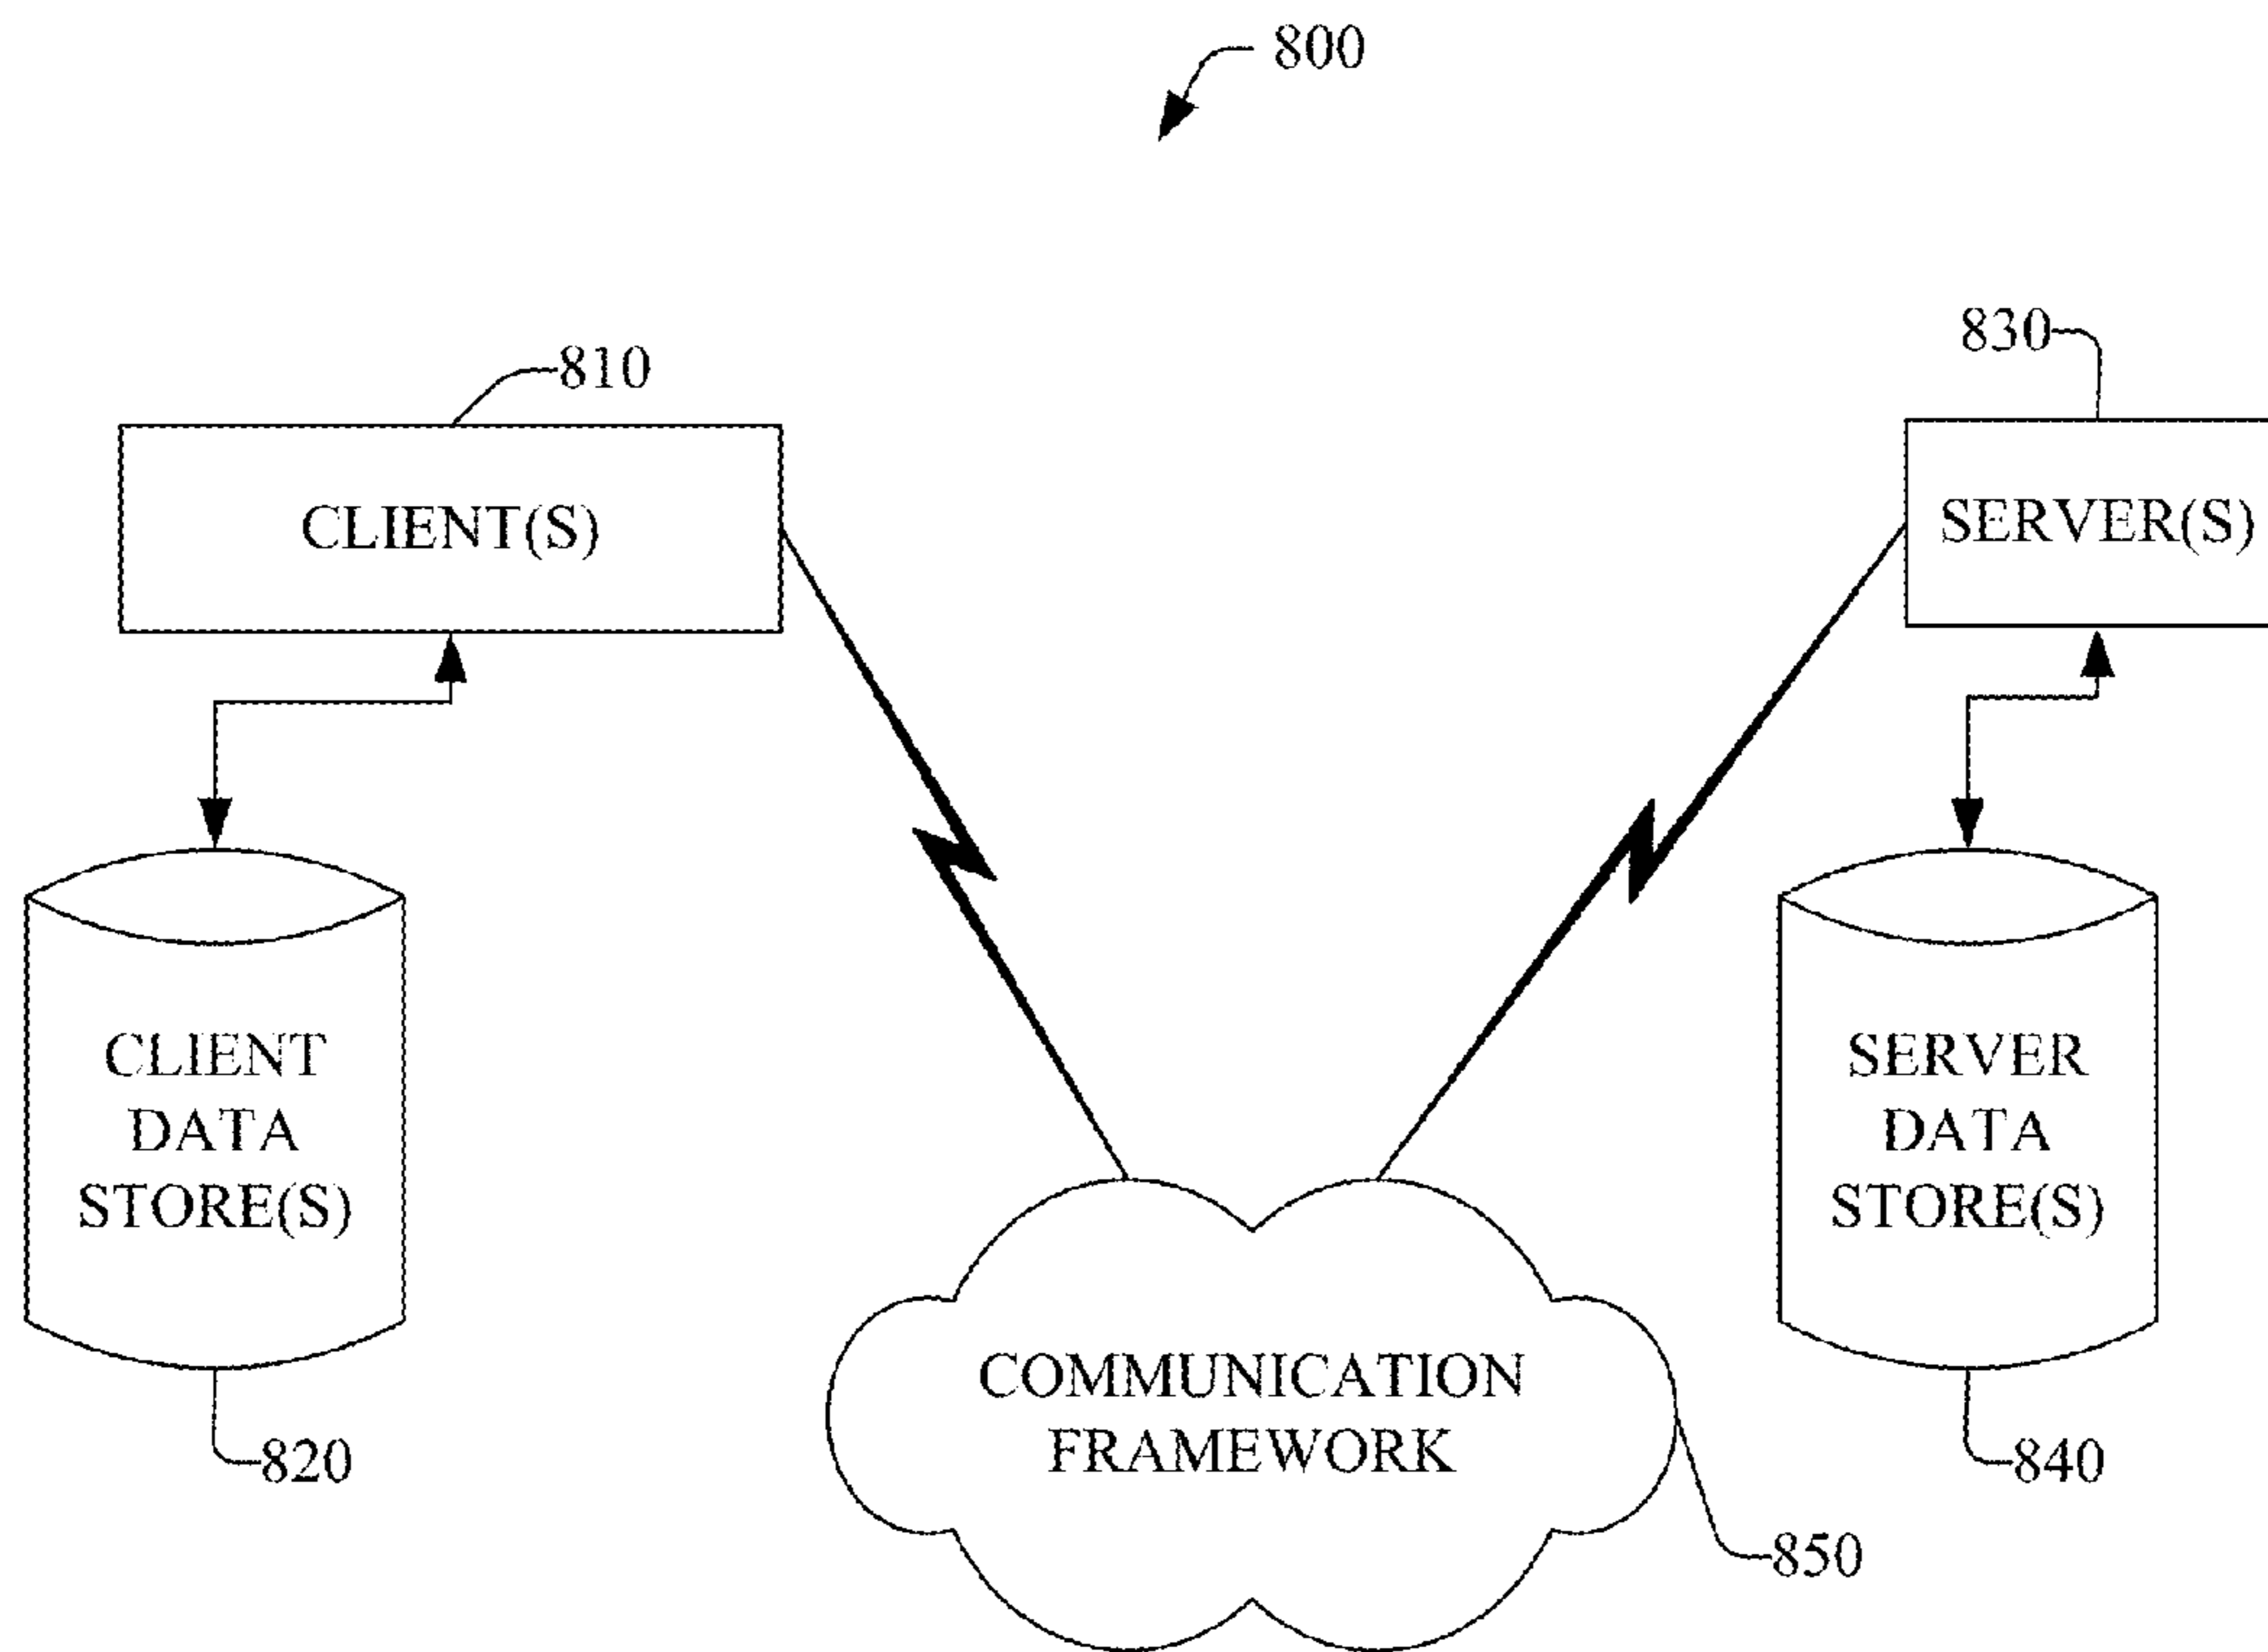 800
830
810
CLIENT(S)
SERVER(S)
CLIENT
DATA
STORE(S)
SERVER
DATA
STORE(S)
COMMUNICATION
FRAMEWORK
820
840
850